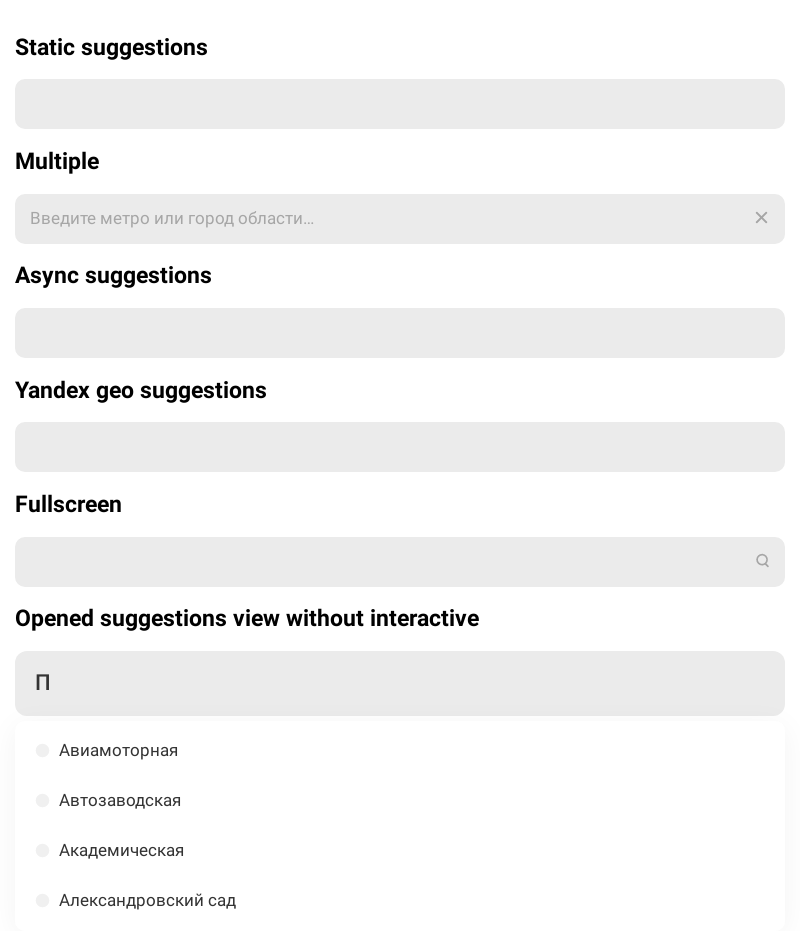 Static suggestions
Multiple
Введите метро или город области…
Async suggestions
Yandex geo suggestions
Fullscreen
Opened suggestions view without interactive
П
Авиамоторная
Автозаводская
Академическая
Александровский сад